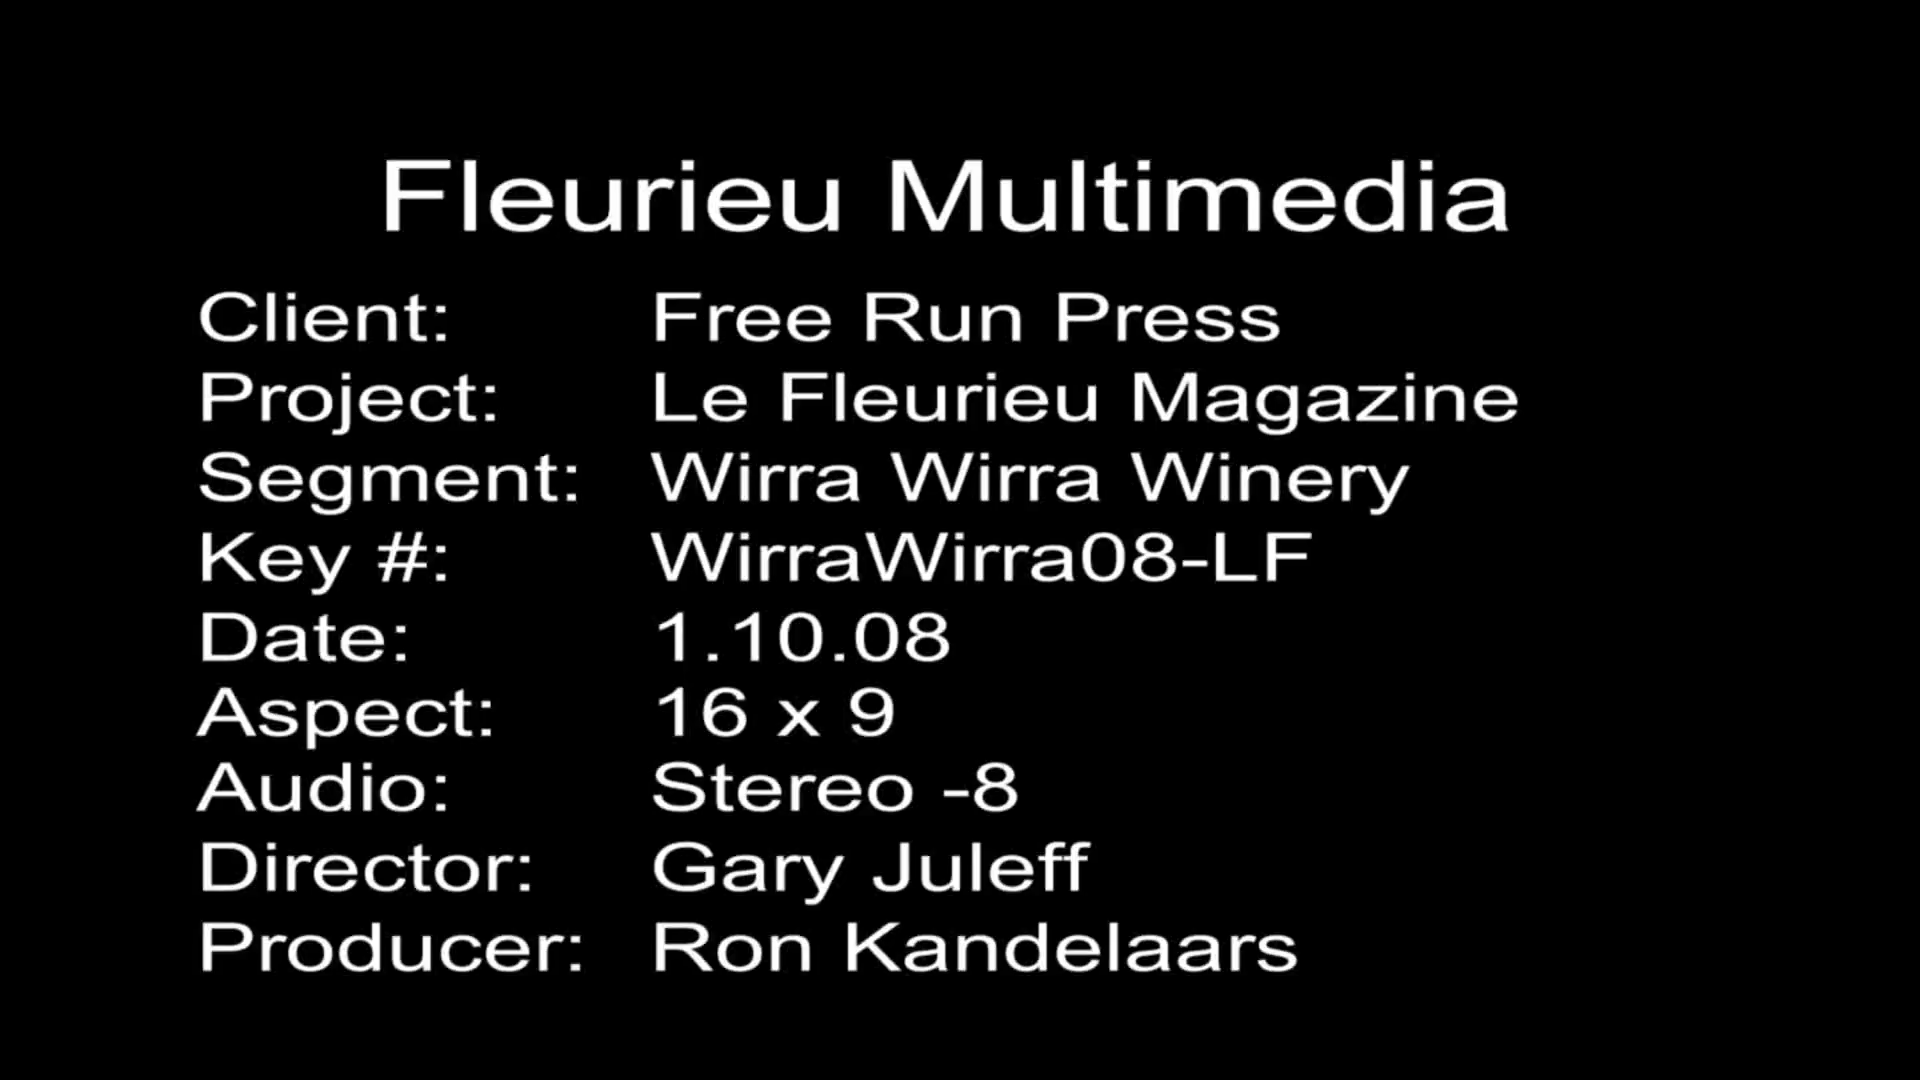 Fleurieu Multimedia
Client: Free Run Press
Project: Le Fleurieu Magazine
Segment: Wirra Wirra Winery
Key #: WirraWirra08-LF
Date: 1.10.08
Aspect: 16 x 9
Audio: Stereo -8
Director: Gary Juleff
Producer: Ron Kandelaars